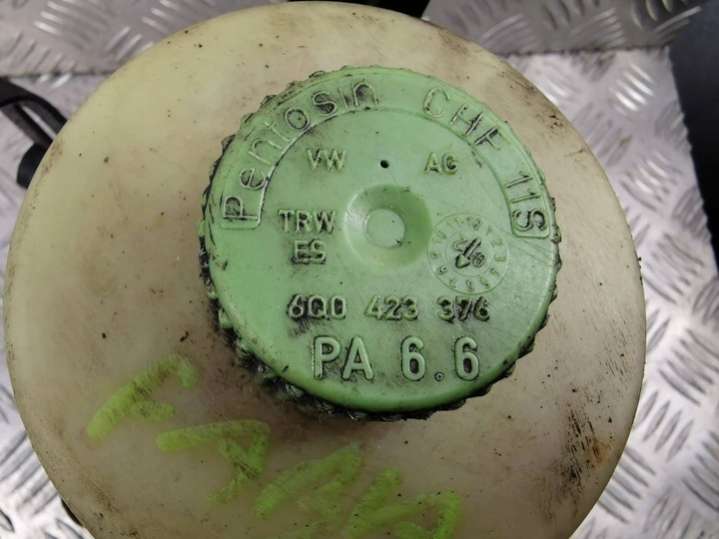 Pentosin CHF 11S
VW AG
TRW
ES
6Q0 423 376
PA 6.6